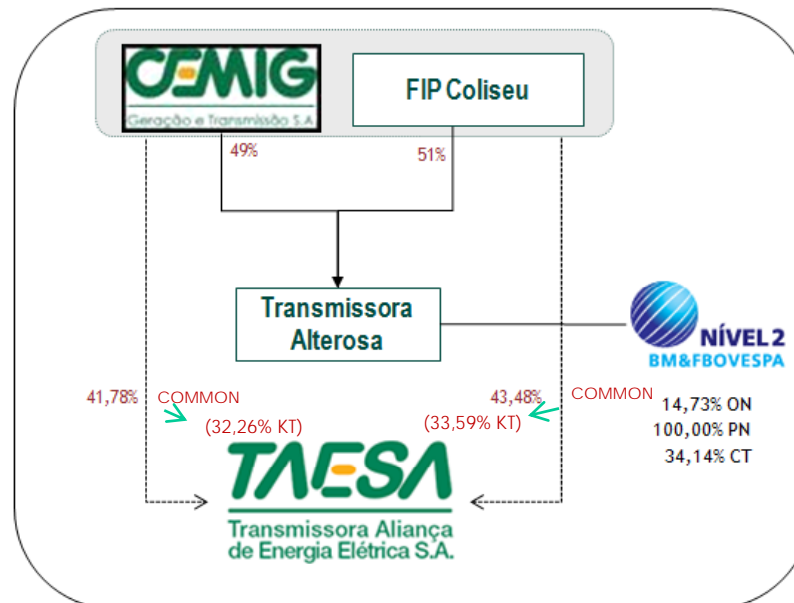 CEMIG
Geração e Transmissão S.A.
FIP Coliseu
49%
51%
Transmissora
Alterosa
NÍVEL 2
BM&FBOVESPA
41,78%
COMMON
(32,26% KT)
43,48%
COMMON
(33,59% KT)
14,73% ON
100,00% PN
34,14% CT
TAESA
Transmissora Aliança
de Energia Elétrica S.A.